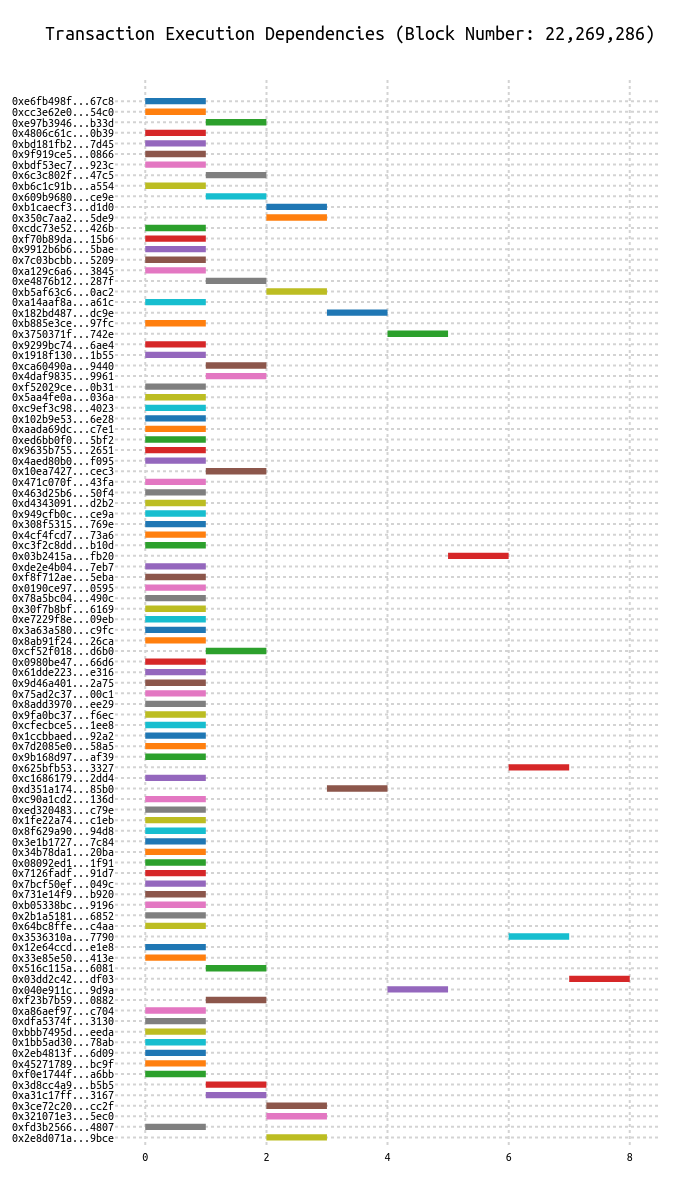 Transaction Execution Dependencies (Block Number: 22,269,286)
0xe6fb498f...67c8
0xcc3e62e0...54c0
0xe97b3946...b33d
0x4806c61c...0b39
0xbd181fb2...7d45
0x9f919ce5...0866
0xbdf53ec7...923c
0x6c3c802f...47c5
0xb6c1c91b...a554
0x609b9680...ce9e
0xb1caecf3...d1d0
0x350c7aa2...5de9
0xcdc73e52...426b
0xf70b89da...15b6
0x9912b6b6...5bae
0x7c03bcbb...5209
0xa129c6a6...3845
0xe4876b12...287f
0xb5af63c6...0ac2
0xa14aaf8a...a61c
0x182bd487...dc9e
0xb885e3ce...97fc
0x3750371f...742e
0x9299bc74...6ae4
0x1918f130...1b55
0xca60490a...9440
0x4daf9835...9961
0xf52029ce...0b31
0x5aa4fe0a...036a
0xc9ef3c98...4023
0x102b9e53...6e28
0xaada69dc...c7e1
0xed6bb0f0...5bf2
0x9635b755...2651
0x4aed80b0...f095
0x10ea7427...cec3
0x471c070f...43fa
0x463d25b6...50f4
0xd4343091...d2b2
0x949cfb0c...ce9a
0x308f5315...769e
0x4cf4fcd7...73a6
0xc3f2c8dd...b10d
0x03b2415a...fb20
0xde2e4b04...7eb7
0xf8f712ae...5eba
0x0190ce97...0595
0x78a5bc04...490c
0x30f7b8bf...6169
0xe7229f8e...09eb
0x3a63a580...c9fc
0x8ab91f24...26ca
0xcf52f018...d6b0
0x0980be47...66d6
0x61dde223...e316
0x9d46a401...2a75
0x75ad2c37...00c1
0x8add3970...ee29
0x9fa0bc37...f6ec
0xcfecbce5...1ee8
0x1ccbbaed...92a2
0x7d2085e0...58a5
0x9b168d97...af39
0x625bfb53...3327
0xc1686179...2dd4
0xd351a174...85b0
0xc90a1cd2...136d
0xed320483...c79e
0x1fe22a74...c1eb
0x8f629a90...94d8
0x3e1b1727...7c84
0x34b78da1...20ba
0x08092ed1...1f91
0x7126fadf...91d7
0x7bcf50ef...049c
0x731e14f9...b920
0xb05338bc...9196
0x2b1a5181...6852
0x64bc8ffe...c4aa
0x3536310a...7790
0x12e64ccd...e1e8
0x33e85e50...413e
0x516c115a...6081
0x03dd2c42...df03
0x040e911c...9d9a
0xf23b7b59...0882
0xa86aef97...c704
0xdfa5374f...3130
0xbbb7495d...eeda
0x1bb5ad30...78ab
0x2eb4813f...6d09
0x45271789...bc9f
0xf0e1744f...a6bb
0x3d8cc4a9...b5b5
0xa31c17ff...3167
0x3ce72c20...cc2f
0x321071e3...5ec0
0xfd3b2566...4807
0x2e8d071a...9bce
0 2 4 6 8